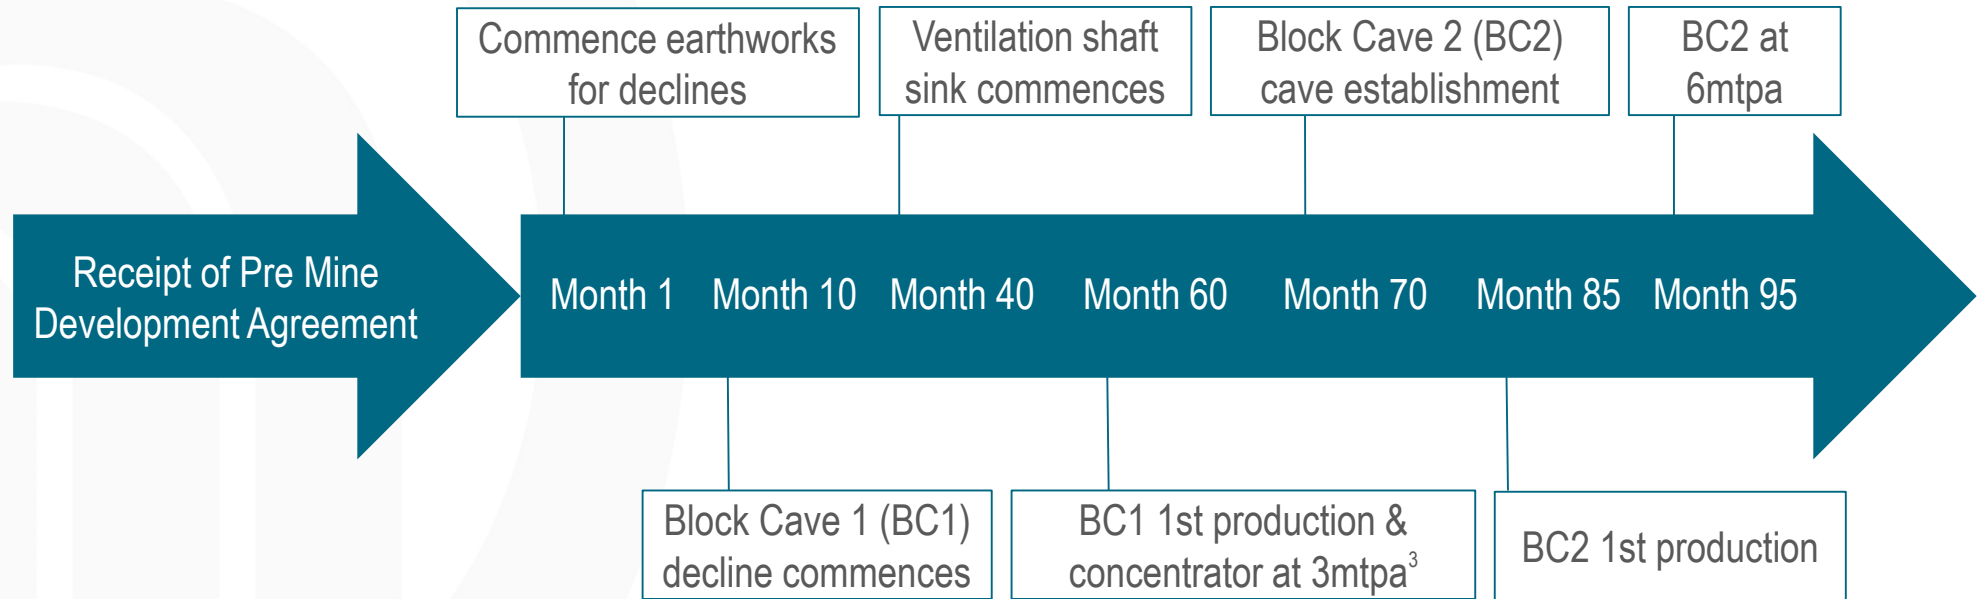 Commence earthworks
for declines
Ventilation shaft
sink commences
Block Cave 2 (BC2)
cave establishment
BC2 at
6mtpa
Receipt of Pre Mine
Development Agreement
Month 1
Month 10
Month 40
Month 60
Month 70
Month 85
Month 95
Block Cave 1 (BC1)
decline commences
BC1 1st production &
concentrator at 3mtpa³
BC2 1st production